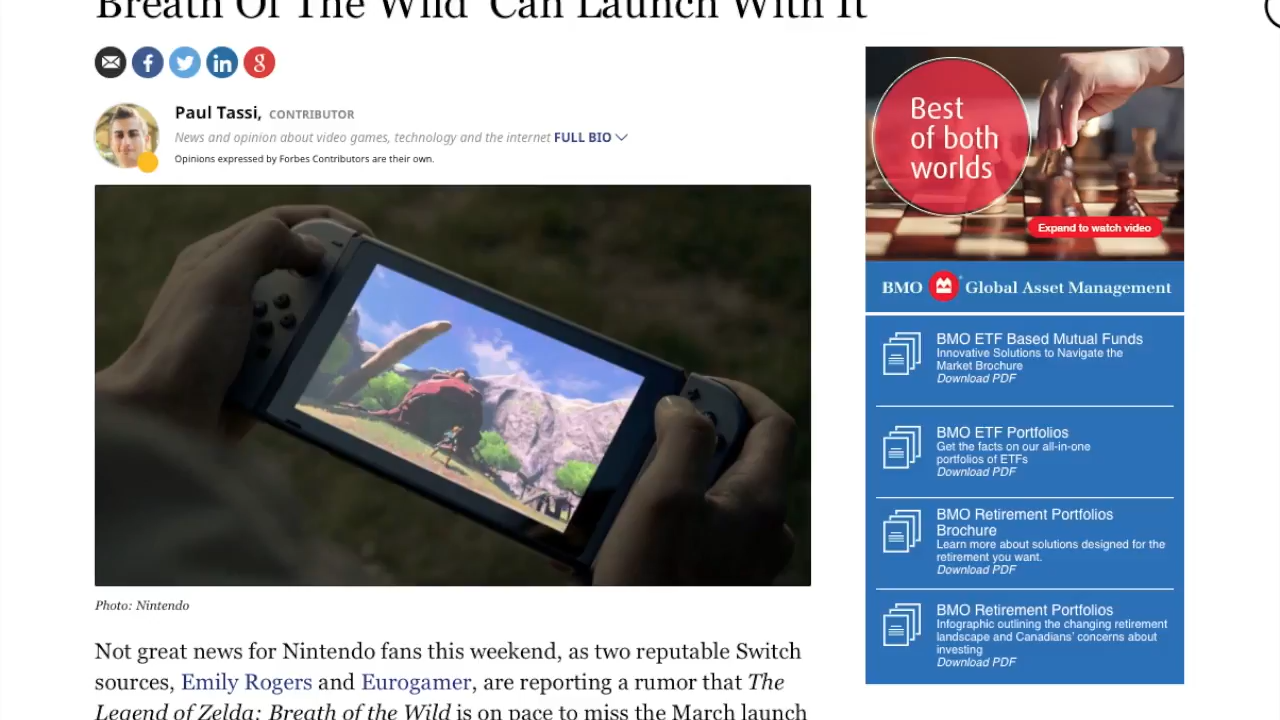 Breath Of The Wild' Can Launch With It
Paul Tassi, CONTRIBUTOR
News and opinion about video games, technology and the internet FULL BIO
Opinions expressed by Forbes Contributors are their own.
Photo: Nintendo
Not great news for Nintendo fans this weekend, as two reputable Switch
sources, Emily Rogers and Eurogamer, are reporting a rumor that The
Legend of Zelda: Breath of the Wild is on pace to miss the March launch
Best
of both
worlds
Expand to watch video
BMO Global Asset Management
BMO ETF Based Mutual Funds
Innovative Solutions to Navigate the
Market Brochure
Download PDF
BMO ETF Portfolios
Get the facts on our all-in-one
portfolios of ETFs
Download PDF
BMO Retirement Portfolios
Brochure
Learn more about solutions designed for the
retirement you want.
Download PDF
BMO Retirement Portfolios
Infographic outlining the changing retirement
landscape and Canadians' concerns about
investing
Download PDF